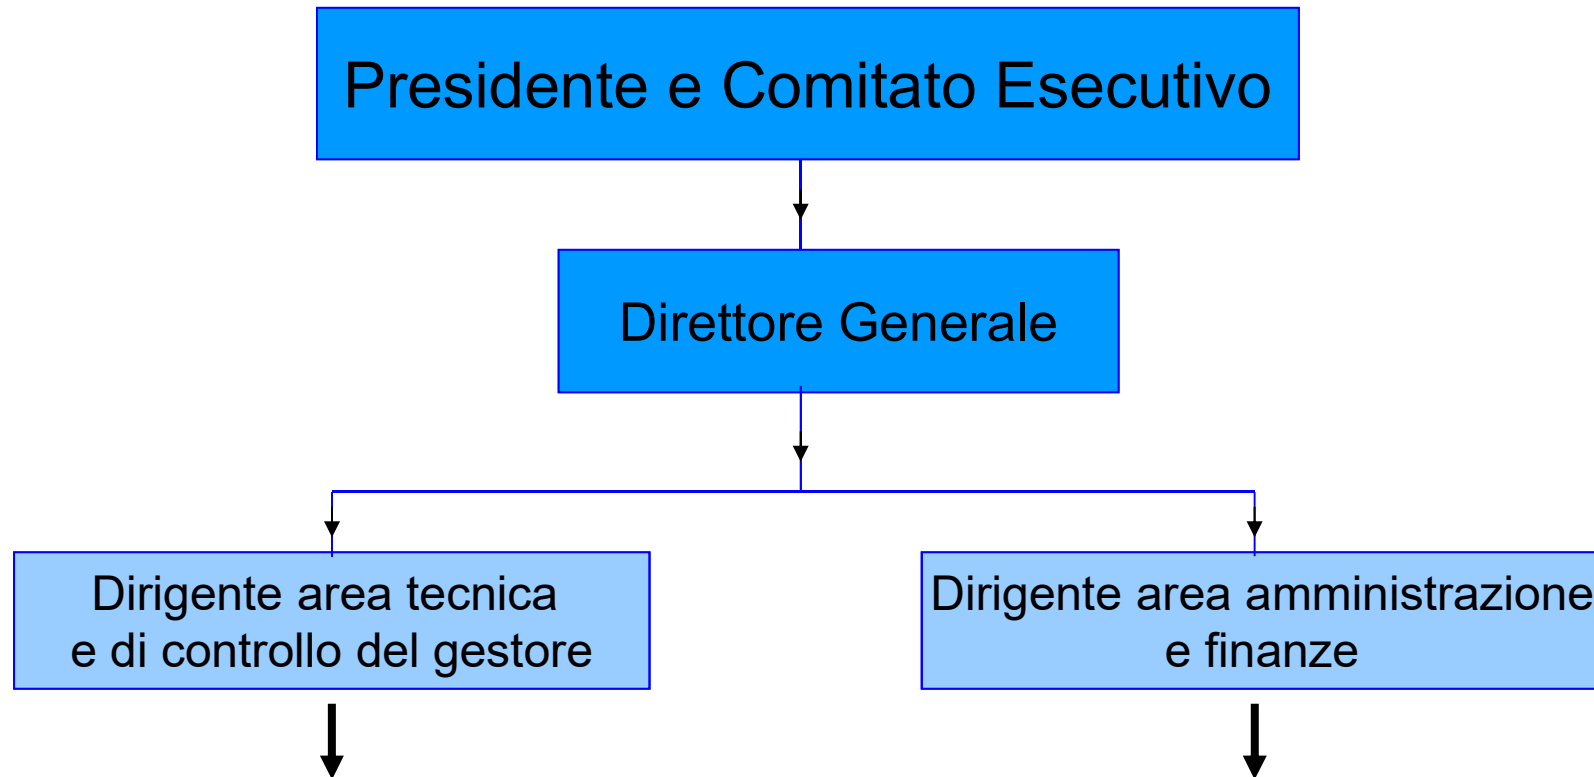 Presidente e Comitato Esecutivo
Direttore Generale
Dirigente area tecnica
e di controllo del gestore
Dirigente area amministrazione
e finanze